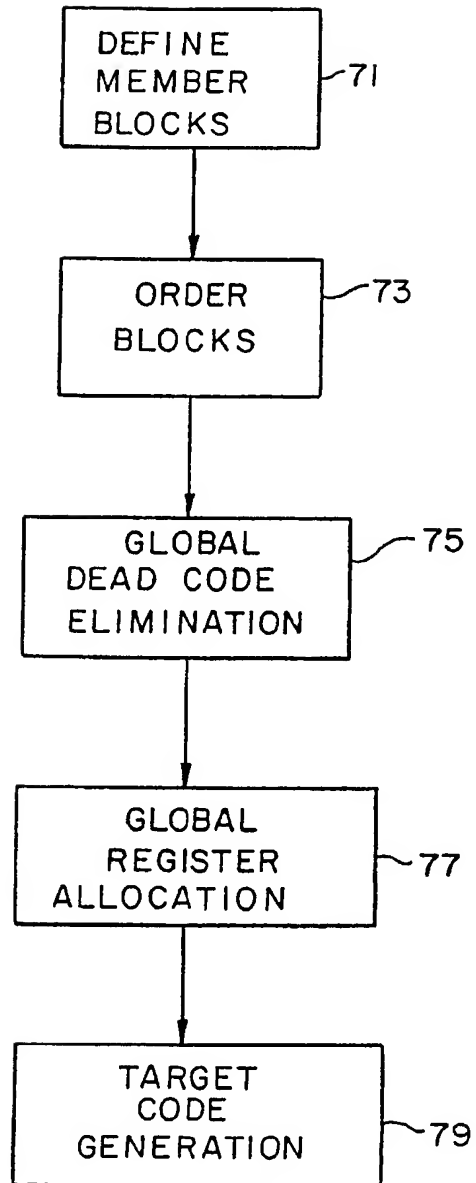 DEFINE
MEMBER
BLOCKS
71
ORDER
BLOCKS
73
GLOBAL
DEAD CODE
ELIMINATION
75
GLOBAL
REGISTER
ALLOCATION
77
TARGET
CODE
GENERATION
79